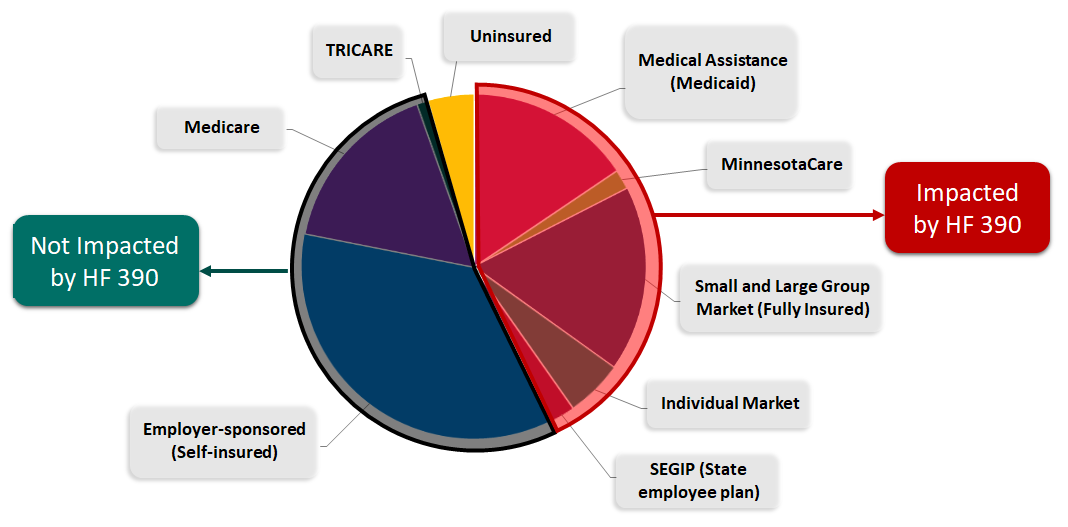 Uninsured
TRICARE
Medical Assistance
(Medicaid)
Medicare
MinnesotaCare
Impacted
by HF 390
Not Impacted
by HF 390
Small and Large Group
Market (Fully Insured)
Individual Market
Employer-sponsored
(Self-insured)
SEGIP (State
employee plan)